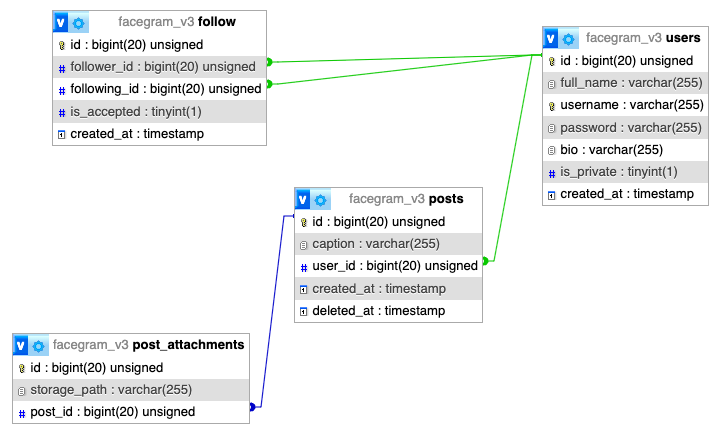 facegram_v3 follow
id : bigint(20) unsigned
follower_id : bigint(20) unsigned
following_id : bigint(20) unsigned
is_accepted : tinyint(1)
created_at : timestamp
facegram_v3 users
id : bigint(20) unsigned
full_name : varchar(255)
username : varchar(255)
password : varchar(255)
bio : varchar(255)
is_private : tinyint(1)
created_at : timestamp
facegram_v3 posts
id : bigint(20) unsigned
caption : varchar(255)
user_id : bigint(20) unsigned
created_at : timestamp
deleted_at : timestamp
facegram_v3 post_attachments
id : bigint(20) unsigned
storage_path : varchar(255)
post_id : bigint(20) unsigned